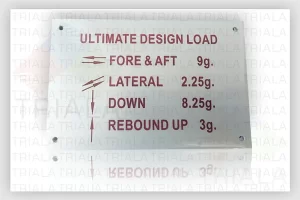 ULTIMATE DESIGN LOAD
FORE & AFT 9g.
LATERAL 2.25g.
DOWN 8.25g.
REBOUND UP 3g.